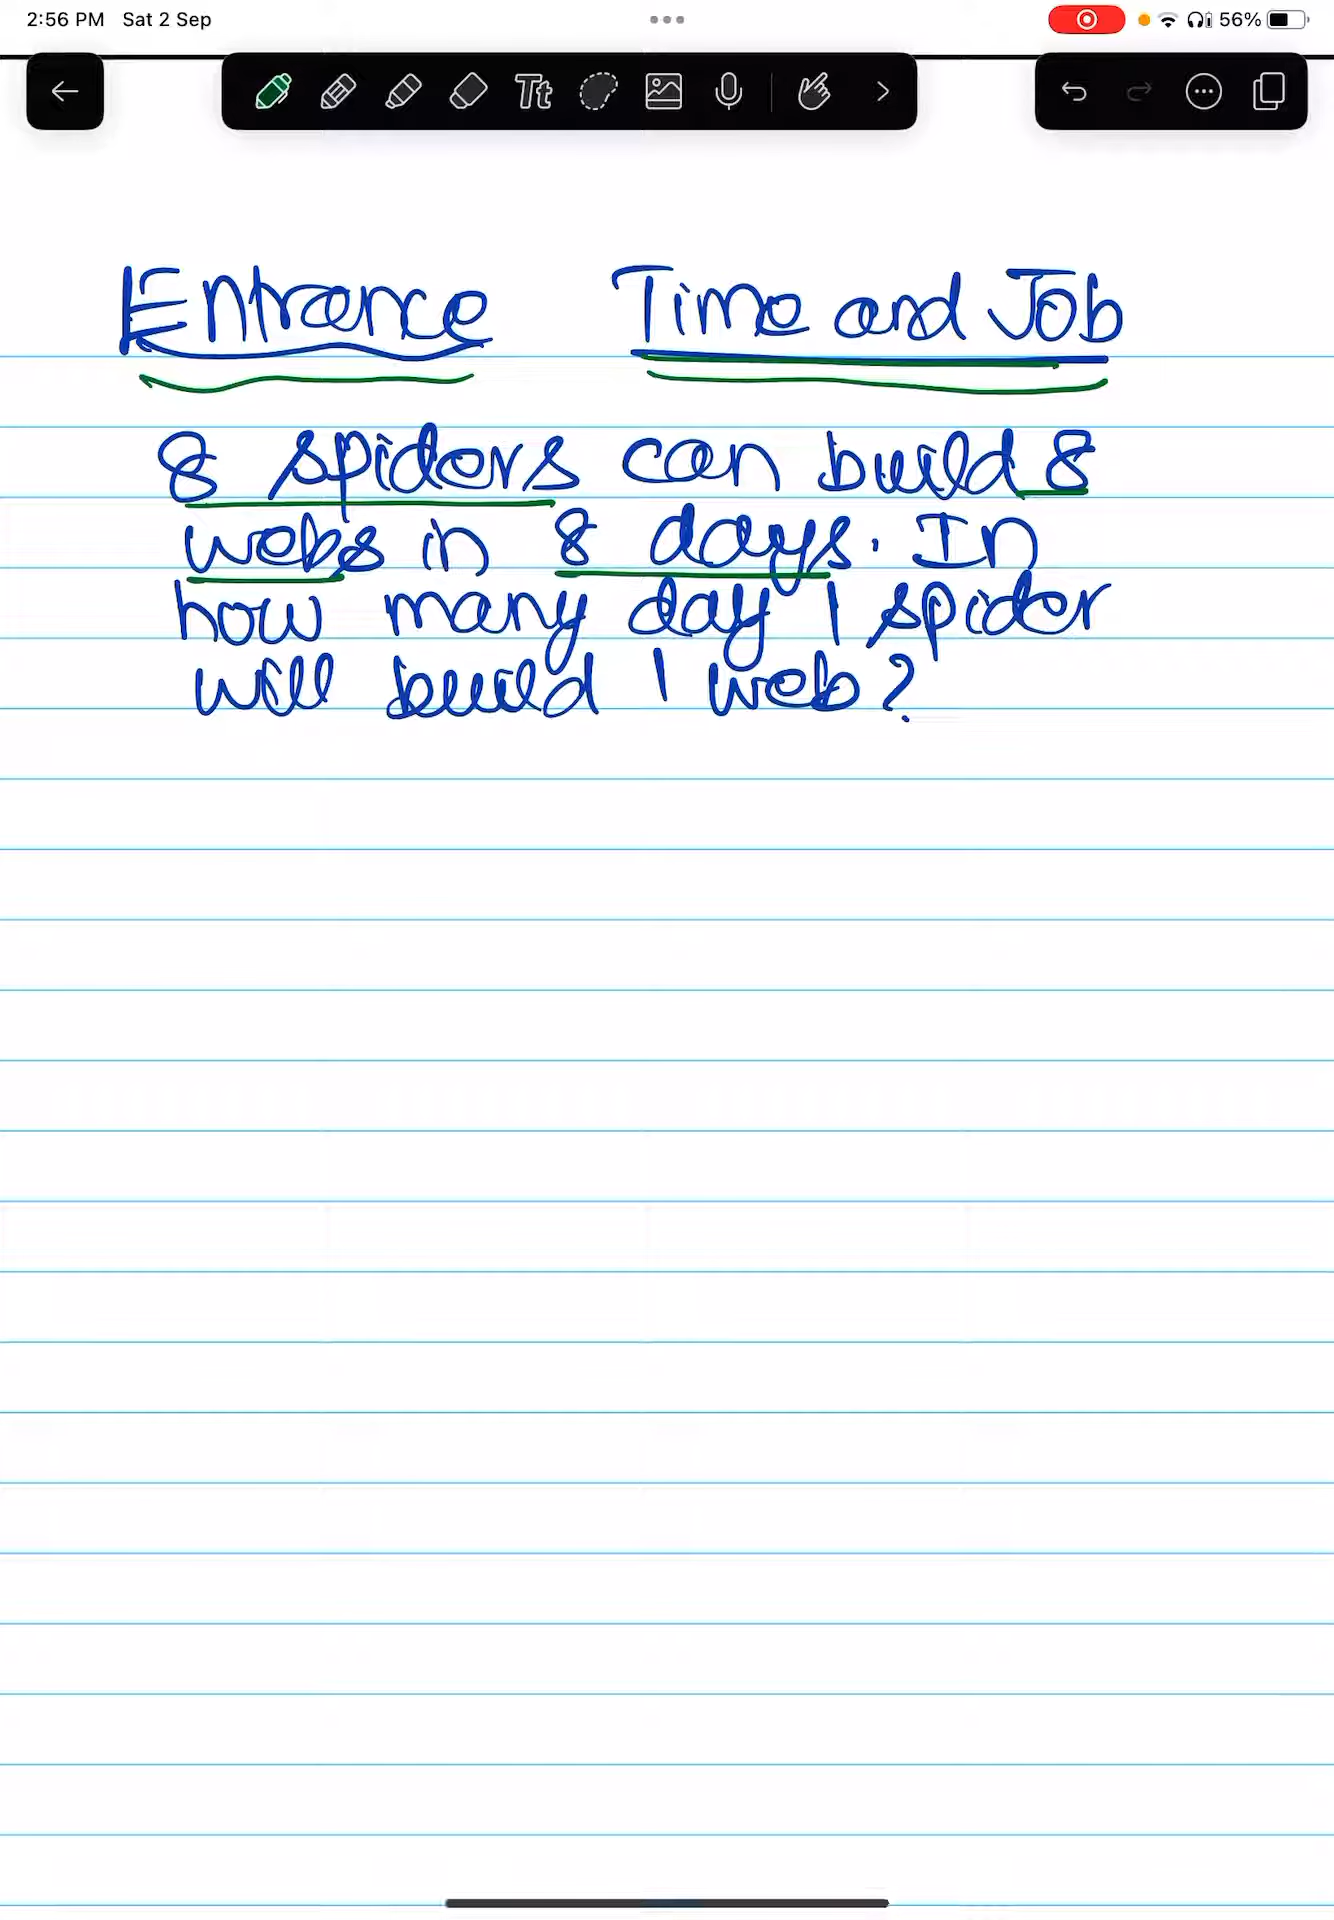 2:56 PM Sat 2 Sep 56%
Tt
Entrance Time and Job
8 spiders can build 8
webs in 8 days. In
how many day 1 spider
will build 1 web?